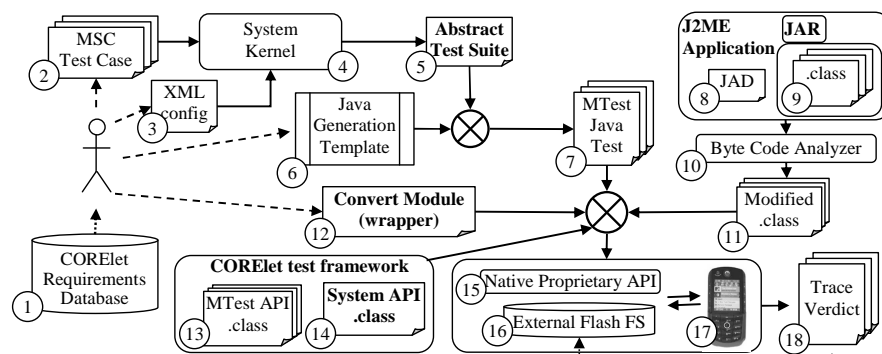 MSC
Test Case
2
System
Kernel
4
Abstract
Test Suite
5
J2ME
Application
JAR
JAD
8
.class
9
XML
config
3
Java
Generation
Template
6
MTest
Java
Test
7
Byte Code Analyzer
10
Convert Module
(wrapper)
12
Modified
.class
11
CORElet
Requirements
Database
1
CORElet test framework
MTest API
.class
13
System API
.class
14
Native Proprietary API
15
External Flash FS
16
17
Trace
Verdict
18